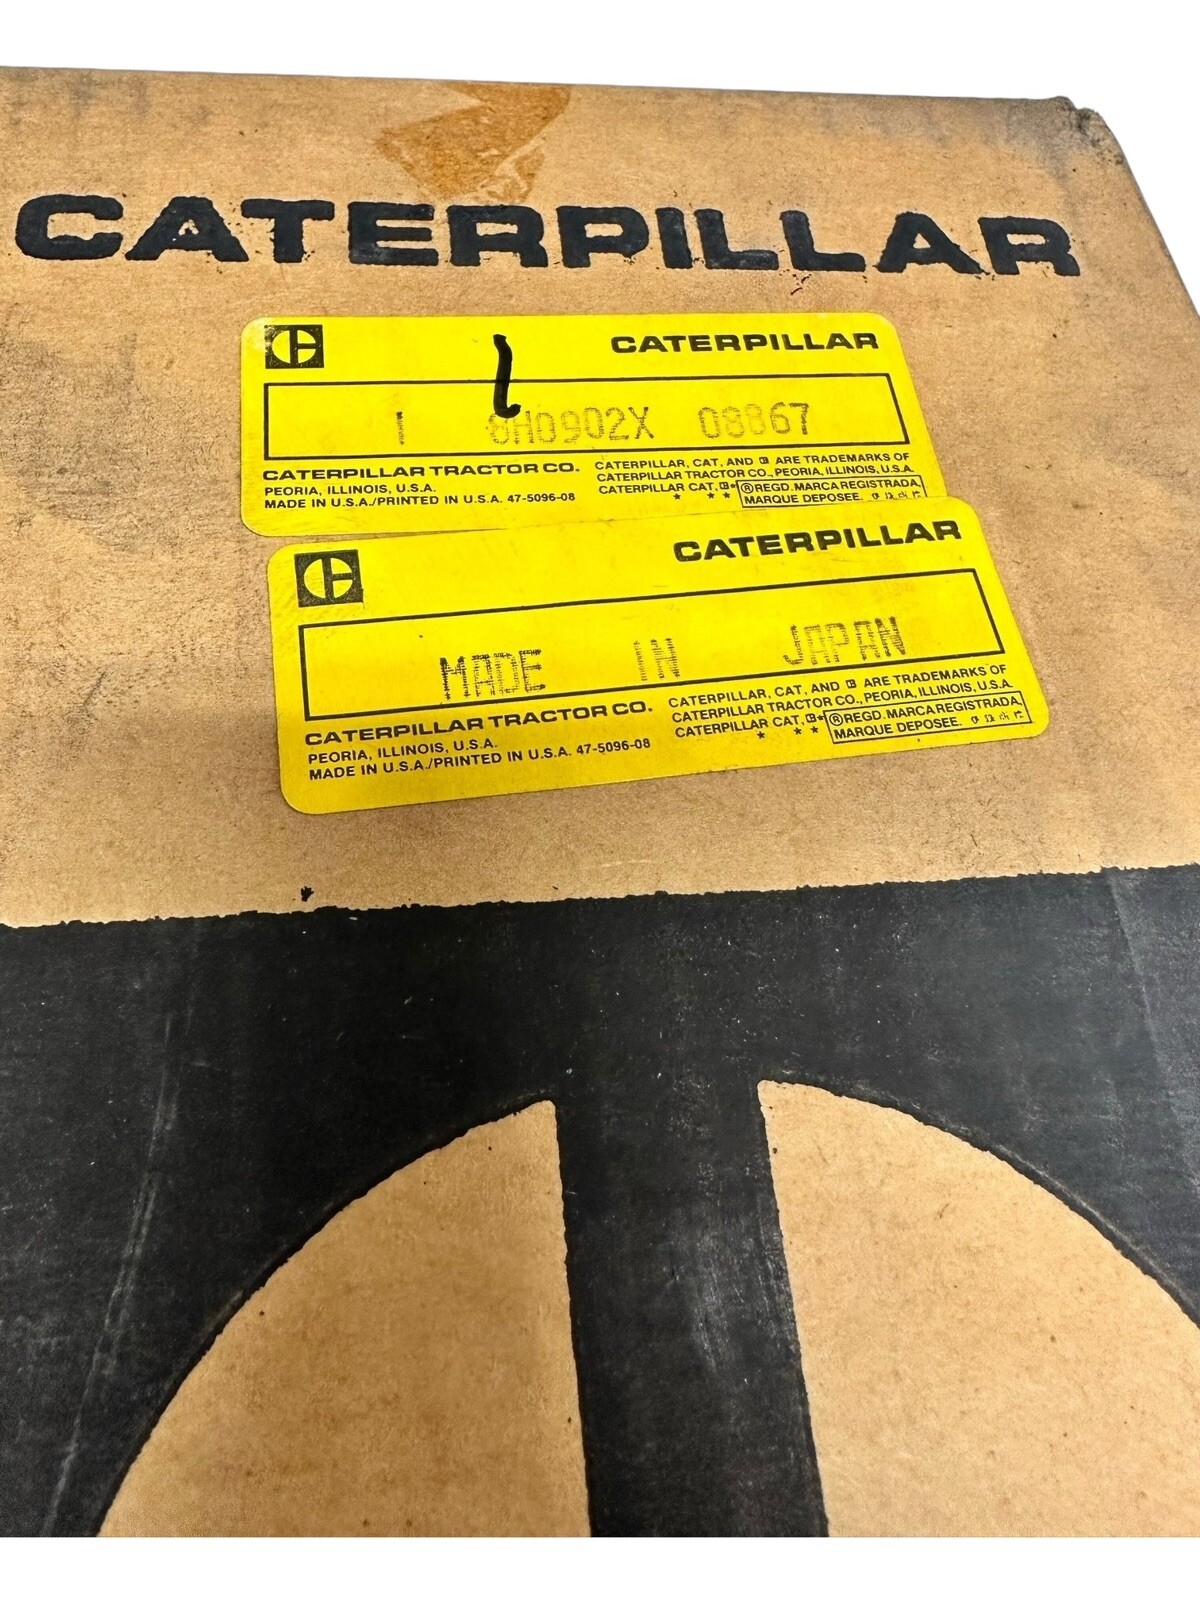 CATERPILLAR
CATERPILLAR
1 8H0902X 08867
CATERPILLAR TRACTOR CO.
PEORIA, ILLINOIS, U.S.A.
MADE IN U.S.A./PRINTED IN U.S.A. 47-5096-08
CATERPILLAR, CAT, AND ARE TRADEMARKS OF
CATERPILLAR TRACTOR CO., PEORIA, ILLINOIS, U.S.A.
CATERPILLAR CAT,
® REGD. MARCA REGISTRADA,
MARQUE DEPOSEE.
CATERPILLAR
MADE IN JAPAN
CATERPILLAR TRACTOR CO.
PEORIA, ILLINOIS, U.S.A.
MADE IN U.S.A./PRINTED IN U.S.A. 47-5096-08
CATERPILLAR, CAT, AND ARE TRADEMARKS OF
CATERPILLAR TRACTOR CO., PEORIA, ILLINOIS, U.S.A.
CATERPILLAR CAT,
® REGD. MARCA REGISTRADA,
MARQUE DEPOSEE.